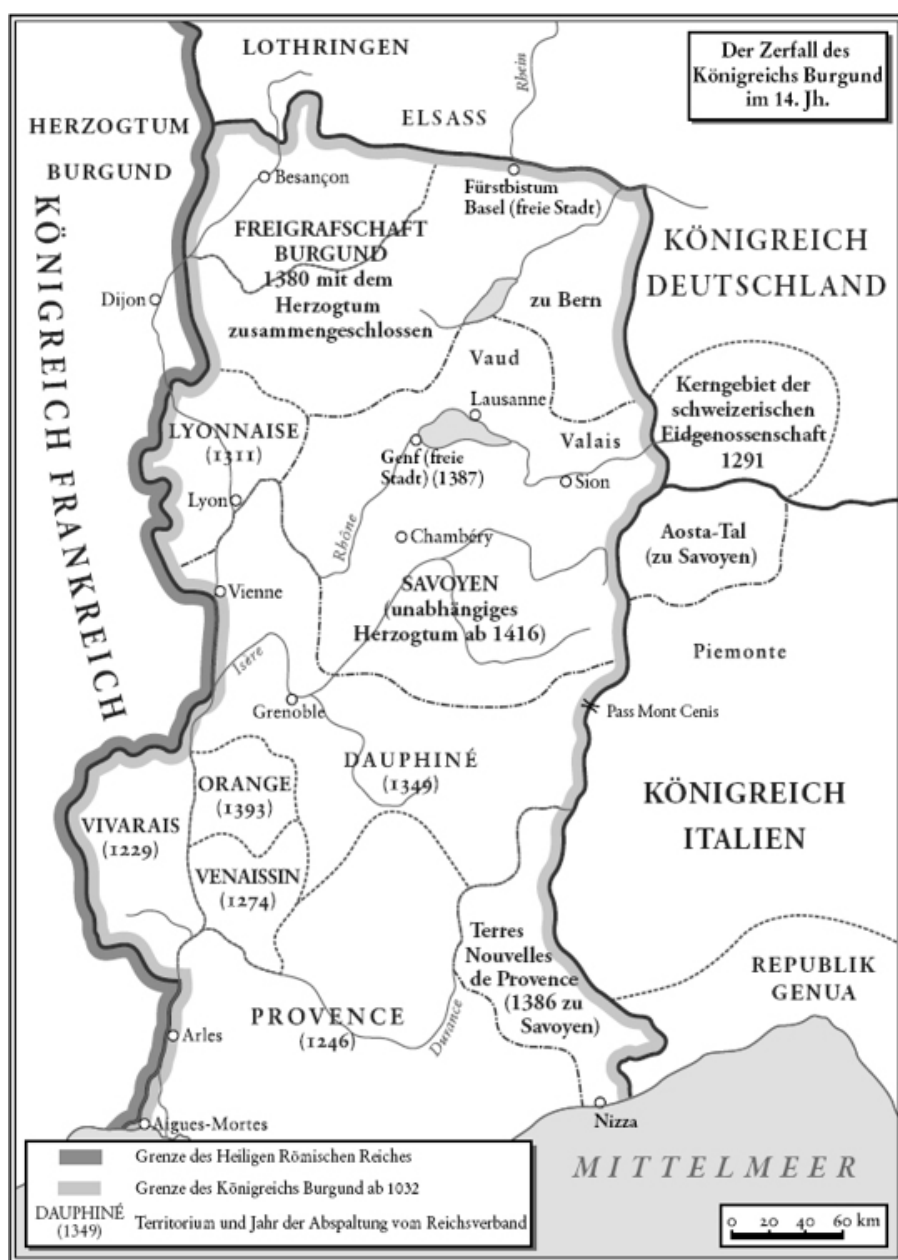 Der Zerfall des
Königreichs Burgund
im 14. Jh.
LOTHRINGEN
Rhein
ELSASS
HERZOGTUM
BURGUND
Besançon
Fürstbistum
Basel (freie Stadt)
KÖNIGREICH FRANKREICH
FREIGRAFSCHAFT
BURGUND
1380 mit dem
Herzogtum
zusammengeschlossen
KÖNIGREICH
DEUTSCHLAND
Dijon
zu Bern
Vaud
Lausanne
Kerngebiet der
schweizerischen
Eidgenossenschaft
1291
LYONNAISE
(1311)
Valais
Genf (freie
Stadt) (1387)
Sion
Lyon
Rhône
Chambéry
Aosta-Tal
(zu Savoyen)
Vienne
SAVOYEN
(unabhängiges
Herzogtum ab 1416)
Isère
Piemonte
Grenoble
Pass Mont Cenis
DAUPHINÉ
(1349)
ORANGE
(1393)
KÖNIGREICH
ITALIEN
VIVARAIS
(1229)
VENAISSIN
(1274)
Terres
Nouvelles
de Provence
(1386 zu
Savoyen)
REPUBLIK
GENUA
PROVENCE
(1246)
Durance
Arles
Aigues-Mortes
Nizza
MITTELMEER
Grenze des Heiligen Römischen Reiches
Grenze des Königreichs Burgund ab 1032
DAUPHINÉ
(1349)
Territorium und Jahr der Abspaltung vom Reichsverband
0 20 40 60 km